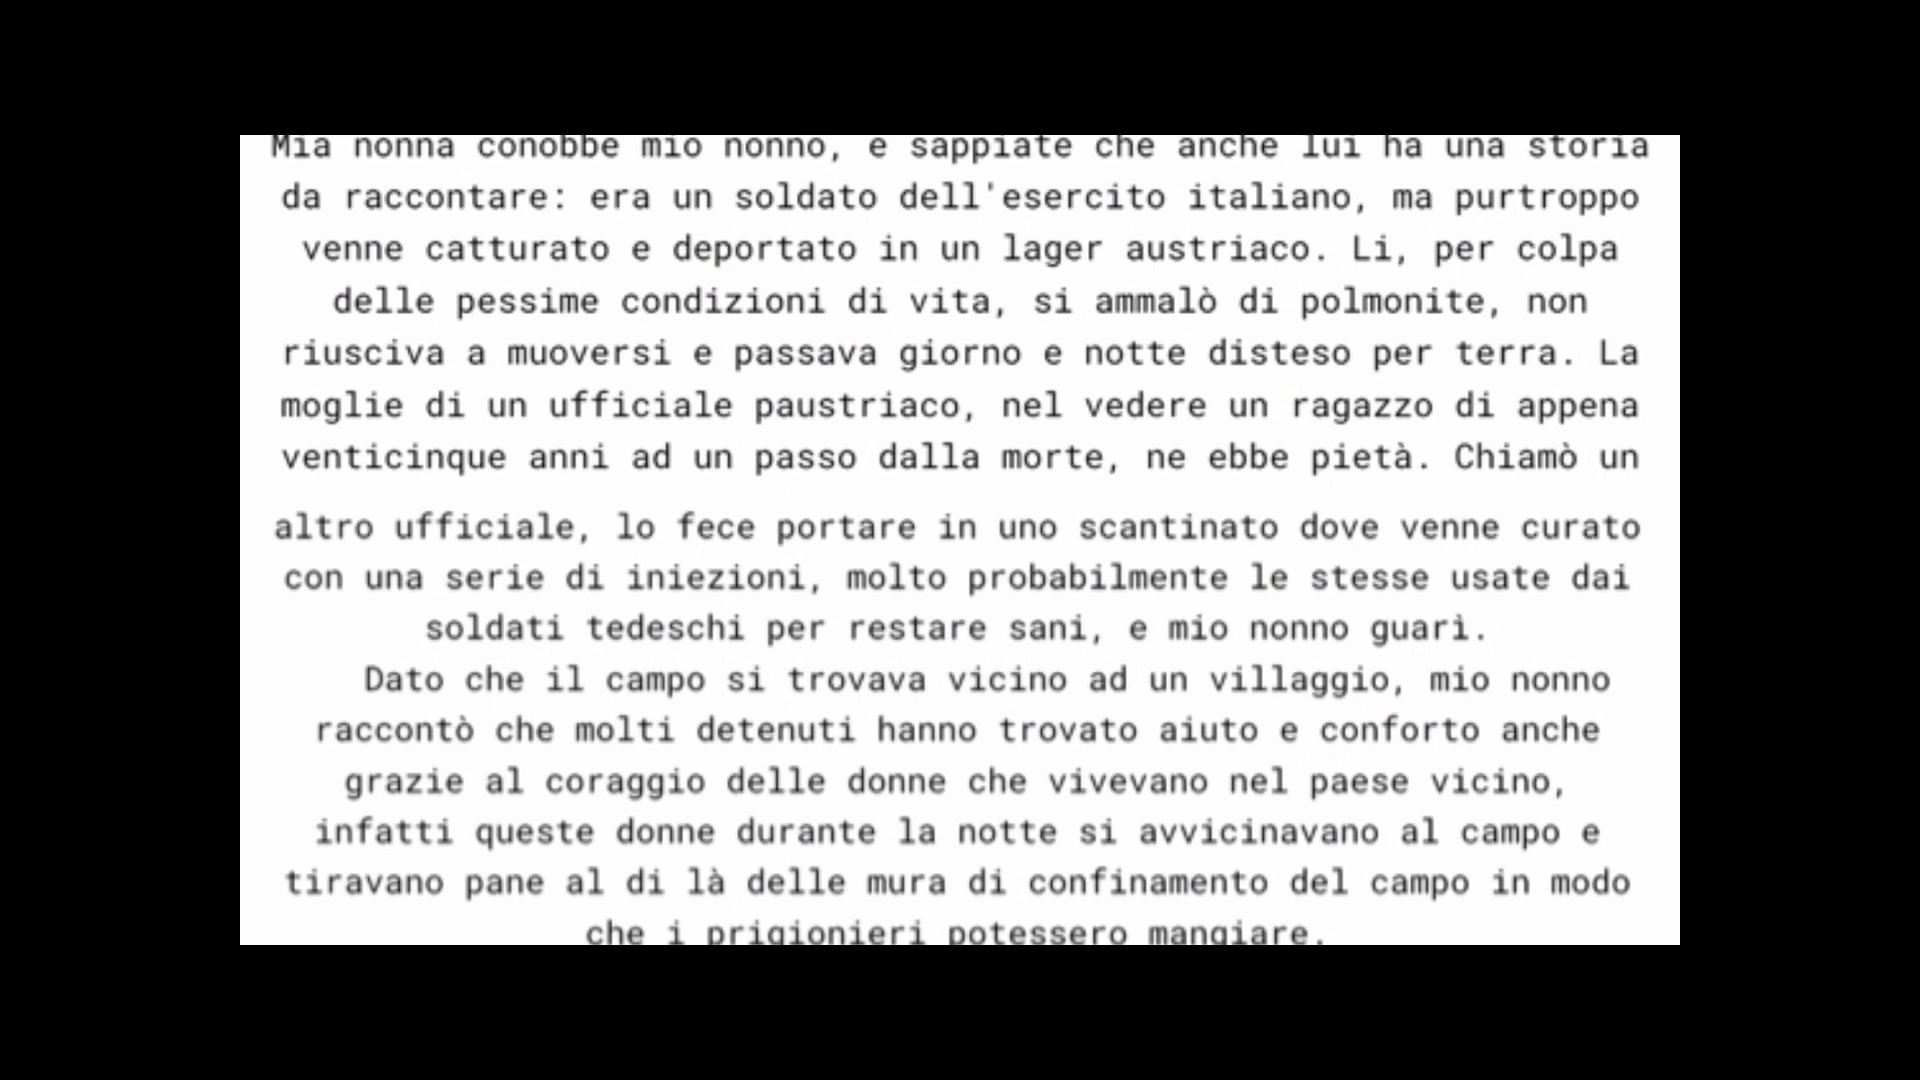 Mia nonna conobbe mio nonno, e sappiate che anche lui ha una storia
da raccontare: era un soldato dell'esercito italiano, ma purtroppo
venne catturato e deportato in un lager austriaco. Li, per colpa
delle pessime condizioni di vita, si ammalò di polmonite, non
riusciva a muoversi e passava giorno e notte disteso per terra. La
moglie di un ufficiale paustriaco, nel vedere un ragazzo di appena
venticinque anni ad un passo dalla morte, ne ebbe pietà. Chiamò un
altro ufficiale, lo fece portare in uno scantinato dove venne curato
con una serie di iniezioni, molto probabilmente le stesse usate dai
soldati tedeschi per restare sani, e mio nonno guarì.
Dato che il campo si trovava vicino ad un villaggio, mio nonno
raccontò che molti detenuti hanno trovato aiuto e conforto anche
grazie al coraggio delle donne che vivevano nel paese vicino,
infatti queste donne durante la notte si avvicinavano al campo e
tiravano pane al di là delle mura di confinamento del campo in modo
che i prigionieri potessero mangiare.